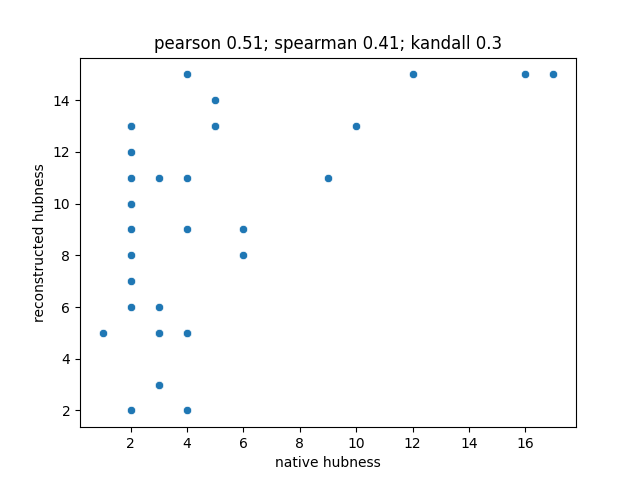 pearson 0.51; spearman 0.41; kandall 0.3
14
12
10
8
6
4
2
reconstructed hubness
2 4 6 8 10 12 14 16
native hubness